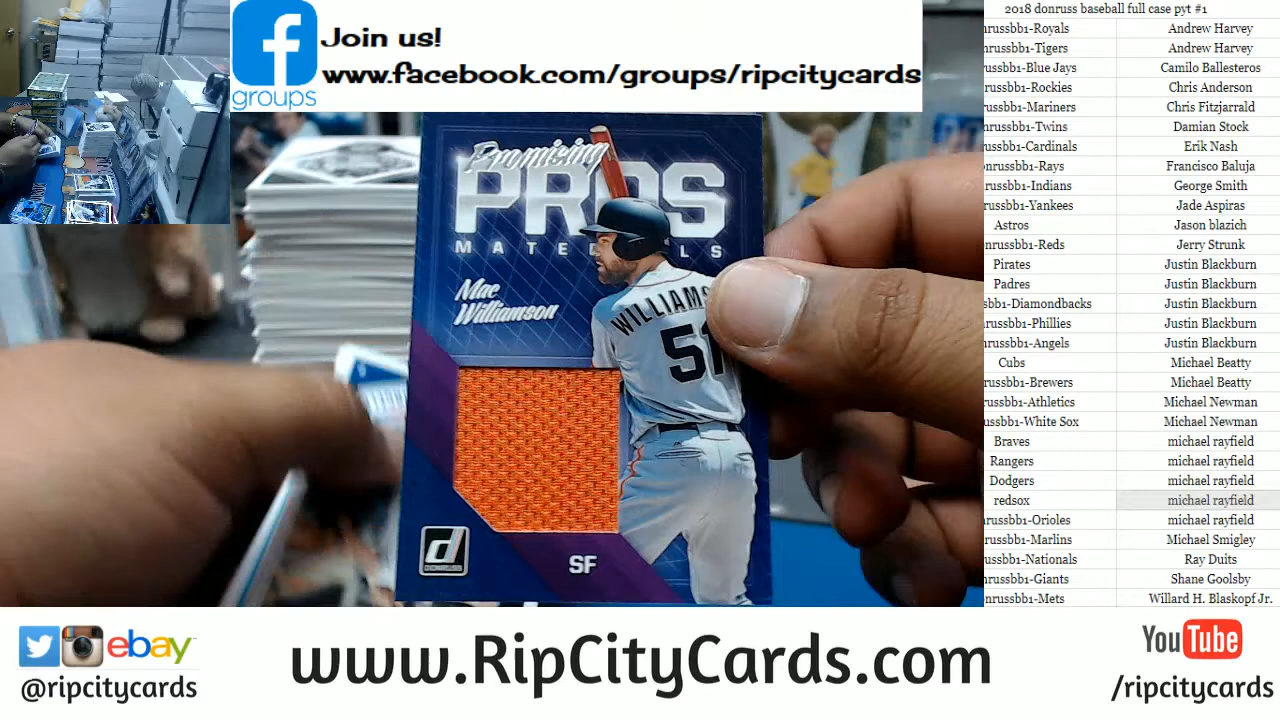 Join us!
www.facebook.com/groups/ripcitycards
f
groups
Promising
PROS
MATE LS
Mac
Williamson
WILLIAMS
51
d
DONRUSS
SF
2018 donruss baseball full case pyt #1
nrussbb1-Royals Andrew Harvey
nrussbb1-Tigers Andrew Harvey
russbb1-Blue Jays Camilo Ballesteros
nrussbb1-Rockies Chris Anderson
russbb1-Mariners Chris Fitzjarrald
nrussbb1-Twins Damian Stock
russbb1-Cardinals Erik Nash
onrussbb1-Rays Francisco Baluja
russbb1-Indians George Smith
russbb1-Yankees Jade Aspiras
Astros Jason blazich
onrussbb1-Reds Jerry Strunk
Pirates Justin Blackburn
Padres Justin Blackburn
sbb1-Diamondbacks Justin Blackburn
russbb1-Phillies Justin Blackburn
nrussbb1-Angels Justin Blackburn
Cubs Michael Beatty
russbb1-Brewers Michael Beatty
russbb1-Athletics Michael Newman
ussbb1-White Sox Michael Newman
Braves michael rayfield
Rangers michael rayfield
Dodgers michael rayfield
redsox michael rayfield
russbb1-Orioles michael rayfield
russbb1-Marlins Michael Smigley
ussbb1-Nationals Ray Duits
nrussbb1-Giants Shane Goolsby
onrussbb1-Mets Willard H. Blaskopf Jr.
ebay
@ripcitycards
www.RipCityCards.com
YouTube
/ripcitycards